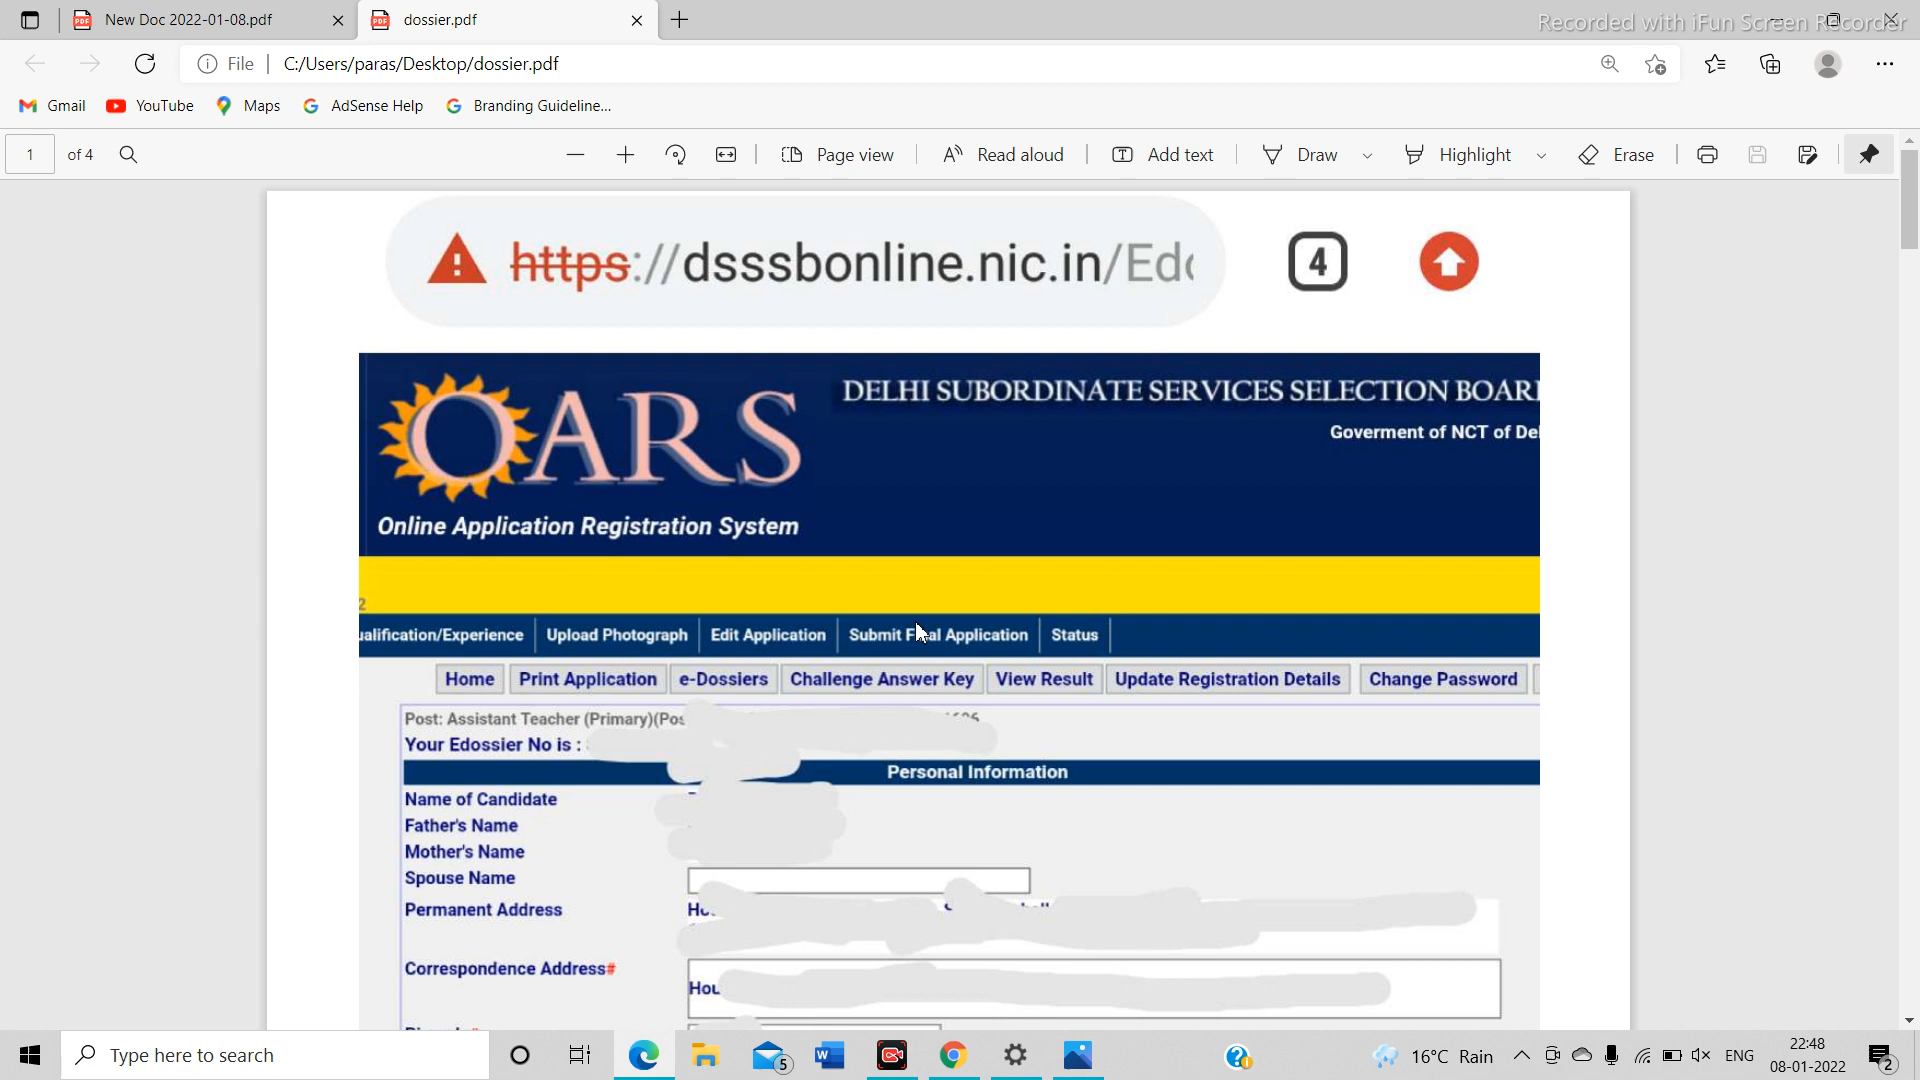 New Doc 2022-01-08.pdf
dossier.pdf
Recorded with iFun Screen Recorder
File
C:/Users/paras/Desktop/dossier.pdf
Gmail
YouTube
Maps
AdSense Help
Branding Guideline...
1 of 4
Page view
Read aloud
Add text
Draw
Highlight
Erase
https://dsssbonline.nic.in/Ed
4
OARS
DELHI SUBORDINATE SERVICES SELECTION BOAR
Goverment of NCT of De
Online Application Registration System
2
alification/Experience
Upload Photograph
Edit Application
Submit Final Application
Status
Home
Print Application
e-Dossiers
Challenge Answer Key
View Result
Update Registration Details
Change Password
Post: Assistant Teacher (Primary)(Pos
Your Edossier No is :
Personal Information
Name of Candidate
Father's Name
Mother's Name
Spouse Name
Permanent Address
Correspondence Address#
Hou
Type here to search
5
16°C Rain
ENG
22:48
08-01-2022
2